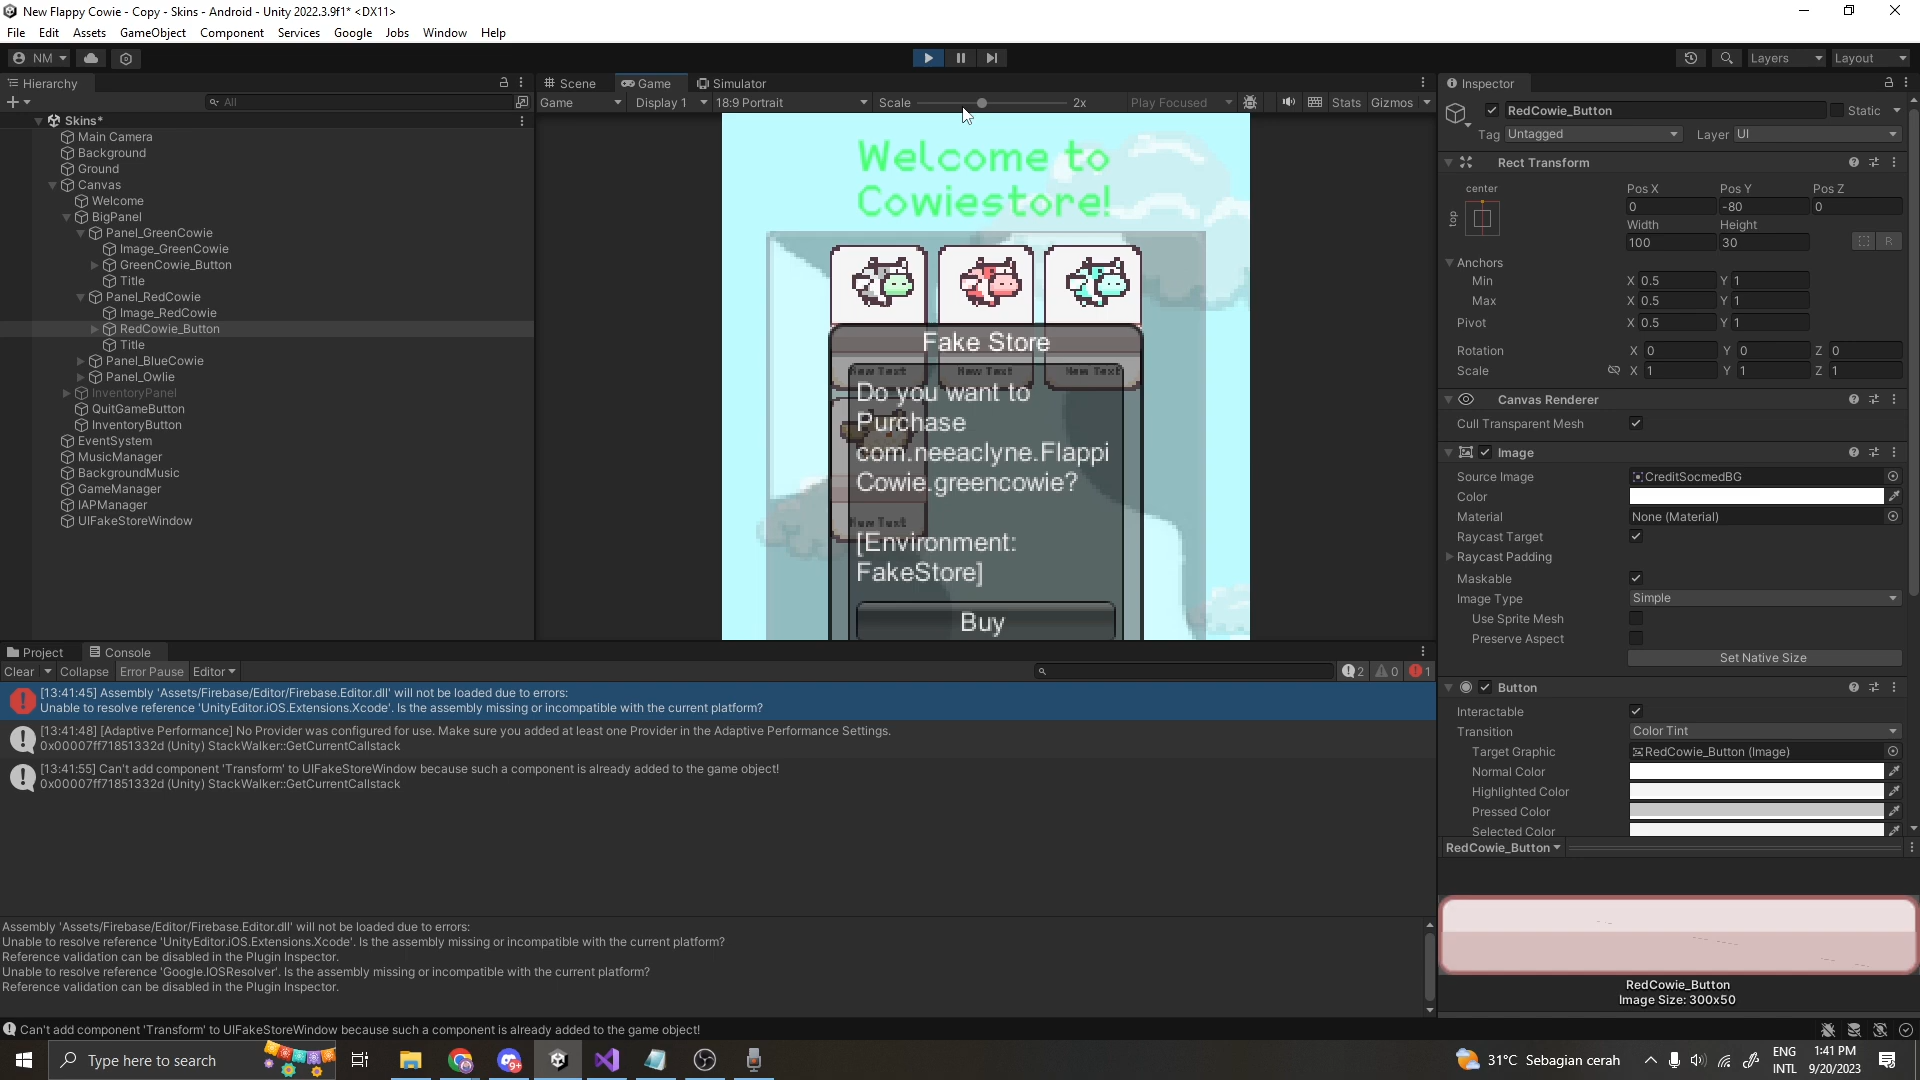 New Flappy Cowie - Copy - Skins - Android - Unity 2022.3.9f1* <DX11>
File Edit Assets GameObject Component Services Google Jobs Window Help
NM
Layers Layout
Hierarchy
All
Skins*
Main Camera
Background
Ground
Canvas
Welcome
BigPanel
Panel_GreenCowie
Image_GreenCowie
GreenCowie_Button
Title
Panel_RedCowie
Image_RedCowie
RedCowie_Button
Title
Panel_BlueCowie
Panel_Owlie
InventoryPanel
QuitGameButton
InventoryButton
EventSystem
MusicManager
BackgroundMusic
GameManager
IAPManager
UIFakeStoreWindow
Scene Game Simulator
Game Display 1 18:9 Portrait Scale 2x Play Focused Stats Gizmos
Welcome to
Cowiestore!
Fake Store
New Text New Text New Text
Do you want to
Purchase
com.neeaclyne.Flappi
Cowie.greencowie?
New Text
[Environment:
FakeStore]
Buy
Inspector
RedCowie_Button Static
Tag Untagged Layer UI
Rect Transform
center
top
Pos X Pos Y Pos Z
0 -80 0
Width Height
100 30
R
Anchors
Min X 0.5 Y 1
Max X 0.5 Y 1
Pivot X 0.5 Y 1
Rotation X 0 Y 0 Z 0
Scale X 1 Y 1 Z 1
Canvas Renderer
Cull Transparent Mesh
Image
Source Image CreditSocmedBG
Color
Material None (Material)
Raycast Target
Raycast Padding
Maskable
Image Type Simple
Use Sprite Mesh
Preserve Aspect
Set Native Size
Button
Interactable
Transition Color Tint
Target Graphic RedCowie_Button (Image)
Normal Color
Highlighted Color
Pressed Color
Selected Color
RedCowie_Button
RedCowie_Button
Image Size: 300x50
Project Console
Clear Collapse Error Pause Editor
2 0 1
[13:41:45] Assembly 'Assets/Firebase/Editor/Firebase.Editor.dll' will not be loaded due to errors:
Unable to resolve reference 'UnityEditor.iOS.Extensions.Xcode'. Is the assembly missing or incompatible with the current platform?
[13:41:48] [Adaptive Performance] No Provider was configured for use. Make sure you added at least one Provider in the Adaptive Performance Settings.
0x00007ff71851332d (Unity) StackWalker::GetCurrentCallstack
[13:41:55] Can't add component 'Transform' to UIFakeStoreWindow because such a component is already added to the game object!
0x00007ff71851332d (Unity) StackWalker::GetCurrentCallstack
Assembly 'Assets/Firebase/Editor/Firebase.Editor.dll' will not be loaded due to errors:
Unable to resolve reference 'UnityEditor.iOS.Extensions.Xcode'. Is the assembly missing or incompatible with the current platform?
Reference validation can be disabled in the Plugin Inspector.
Unable to resolve reference 'Google.IOSResolver'. Is the assembly missing or incompatible with the current platform?
Reference validation can be disabled in the Plugin Inspector.
Can't add component 'Transform' to UIFakeStoreWindow because such a component is already added to the game object!
Type here to search
9+
31°C Sebagian cerah
ENG
INTL
1:41 PM
9/20/2023